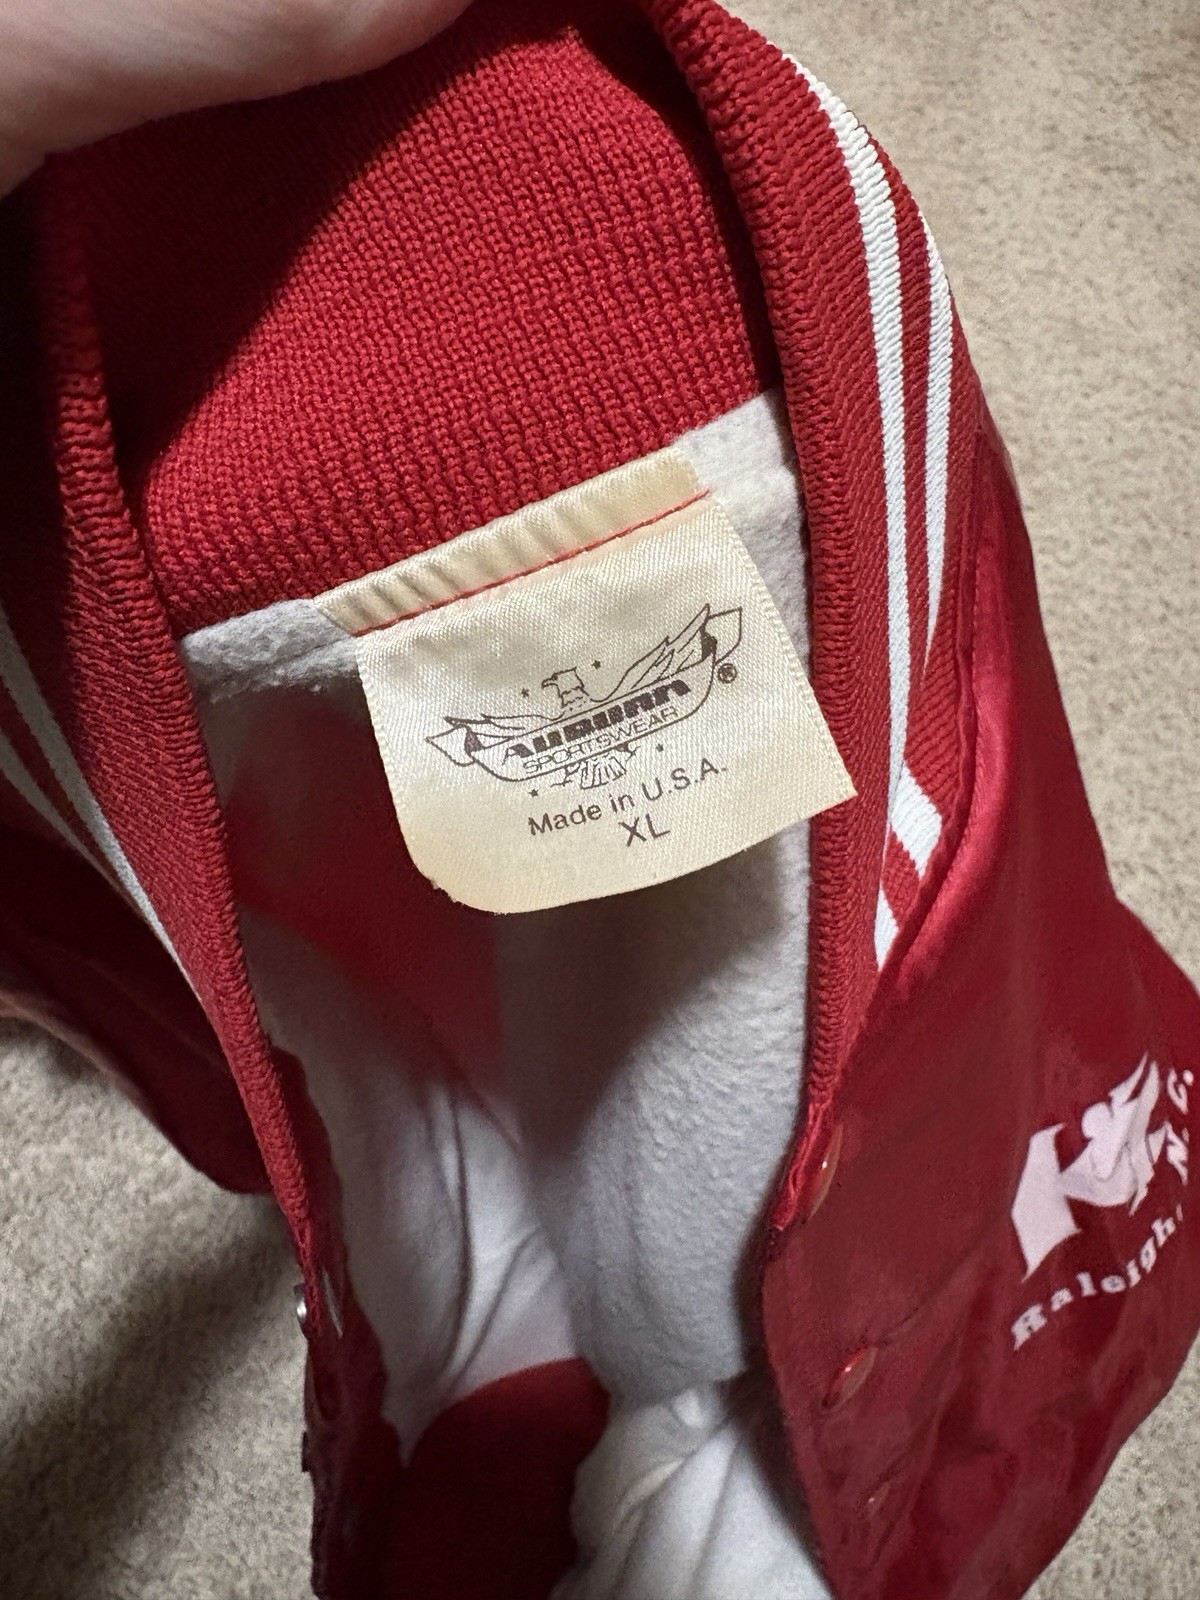 AUBURN
SPORTSWEAR
®
Made in U.S.A.
XL
K&K
Raleigh, N.C.